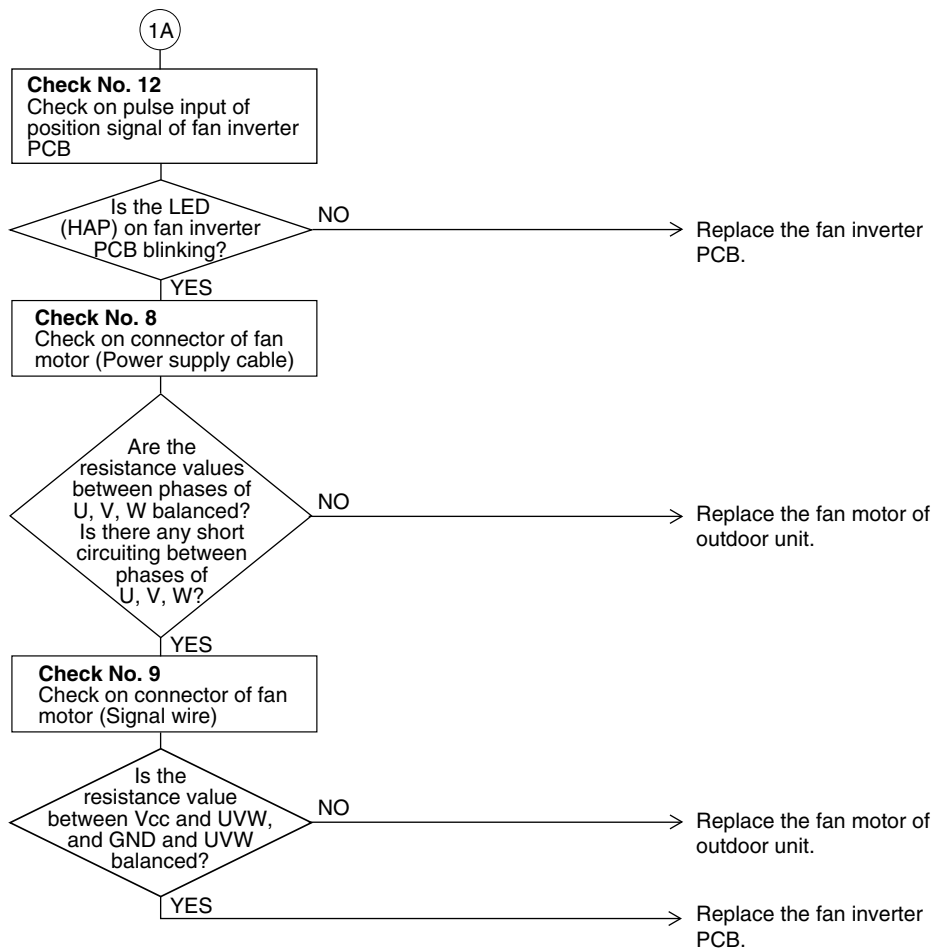 1A
Check No. 12
Check on pulse input of
position signal of fan inverter
PCB
Is the LED
(HAP) on fan inverter
PCB blinking?
NO
Replace the fan inverter
PCB.
YES
Check No. 8
Check on connector of fan
motor (Power supply cable)
Are the
resistance values
between phases of
U, V, W balanced?
Is there any short
circuiting between
phases of
U, V, W?
NO
Replace the fan motor of
outdoor unit.
YES
Check No. 9
Check on connector of fan
motor (Signal wire)
Is the
resistance value
between Vcc and UVW,
and GND and UVW
balanced?
NO
Replace the fan motor of
outdoor unit.
YES
Replace the fan inverter
PCB.